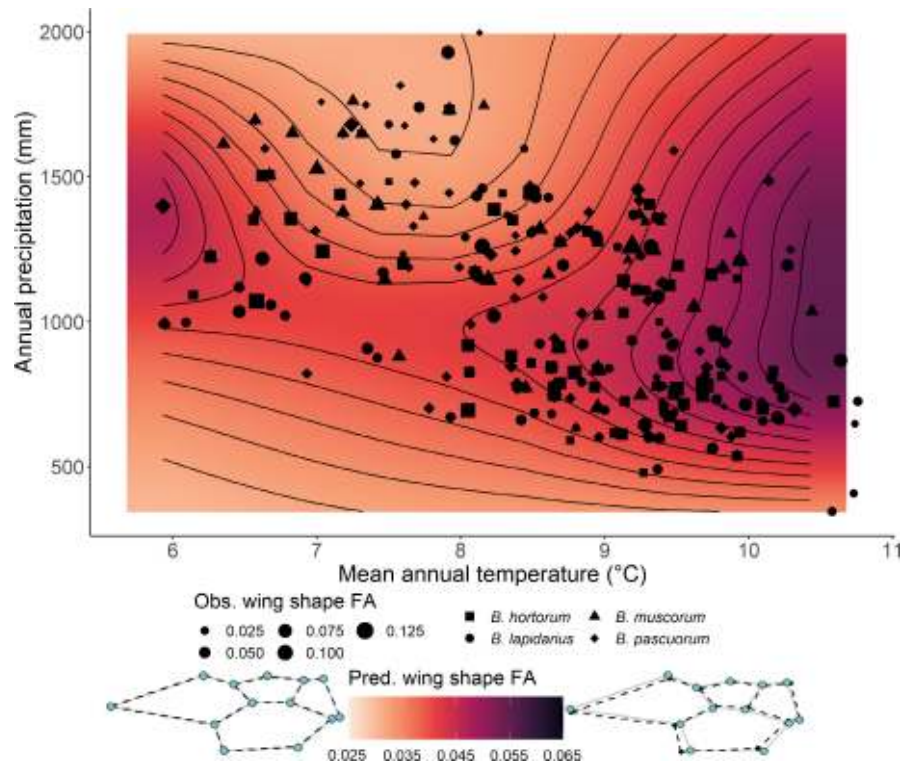 2000
1500
1000
500
Annual precipitation (mm)
6 7 8 9 10 11
Mean annual temperature (°C)
Obs. wing shape FA
0.025 0.075 0.125
0.050 0.100
B. hortorum B. muscorum
B. lapidarius B. pascuorum
Pred. wing shape FA
0.025 0.035 0.045 0.055 0.065